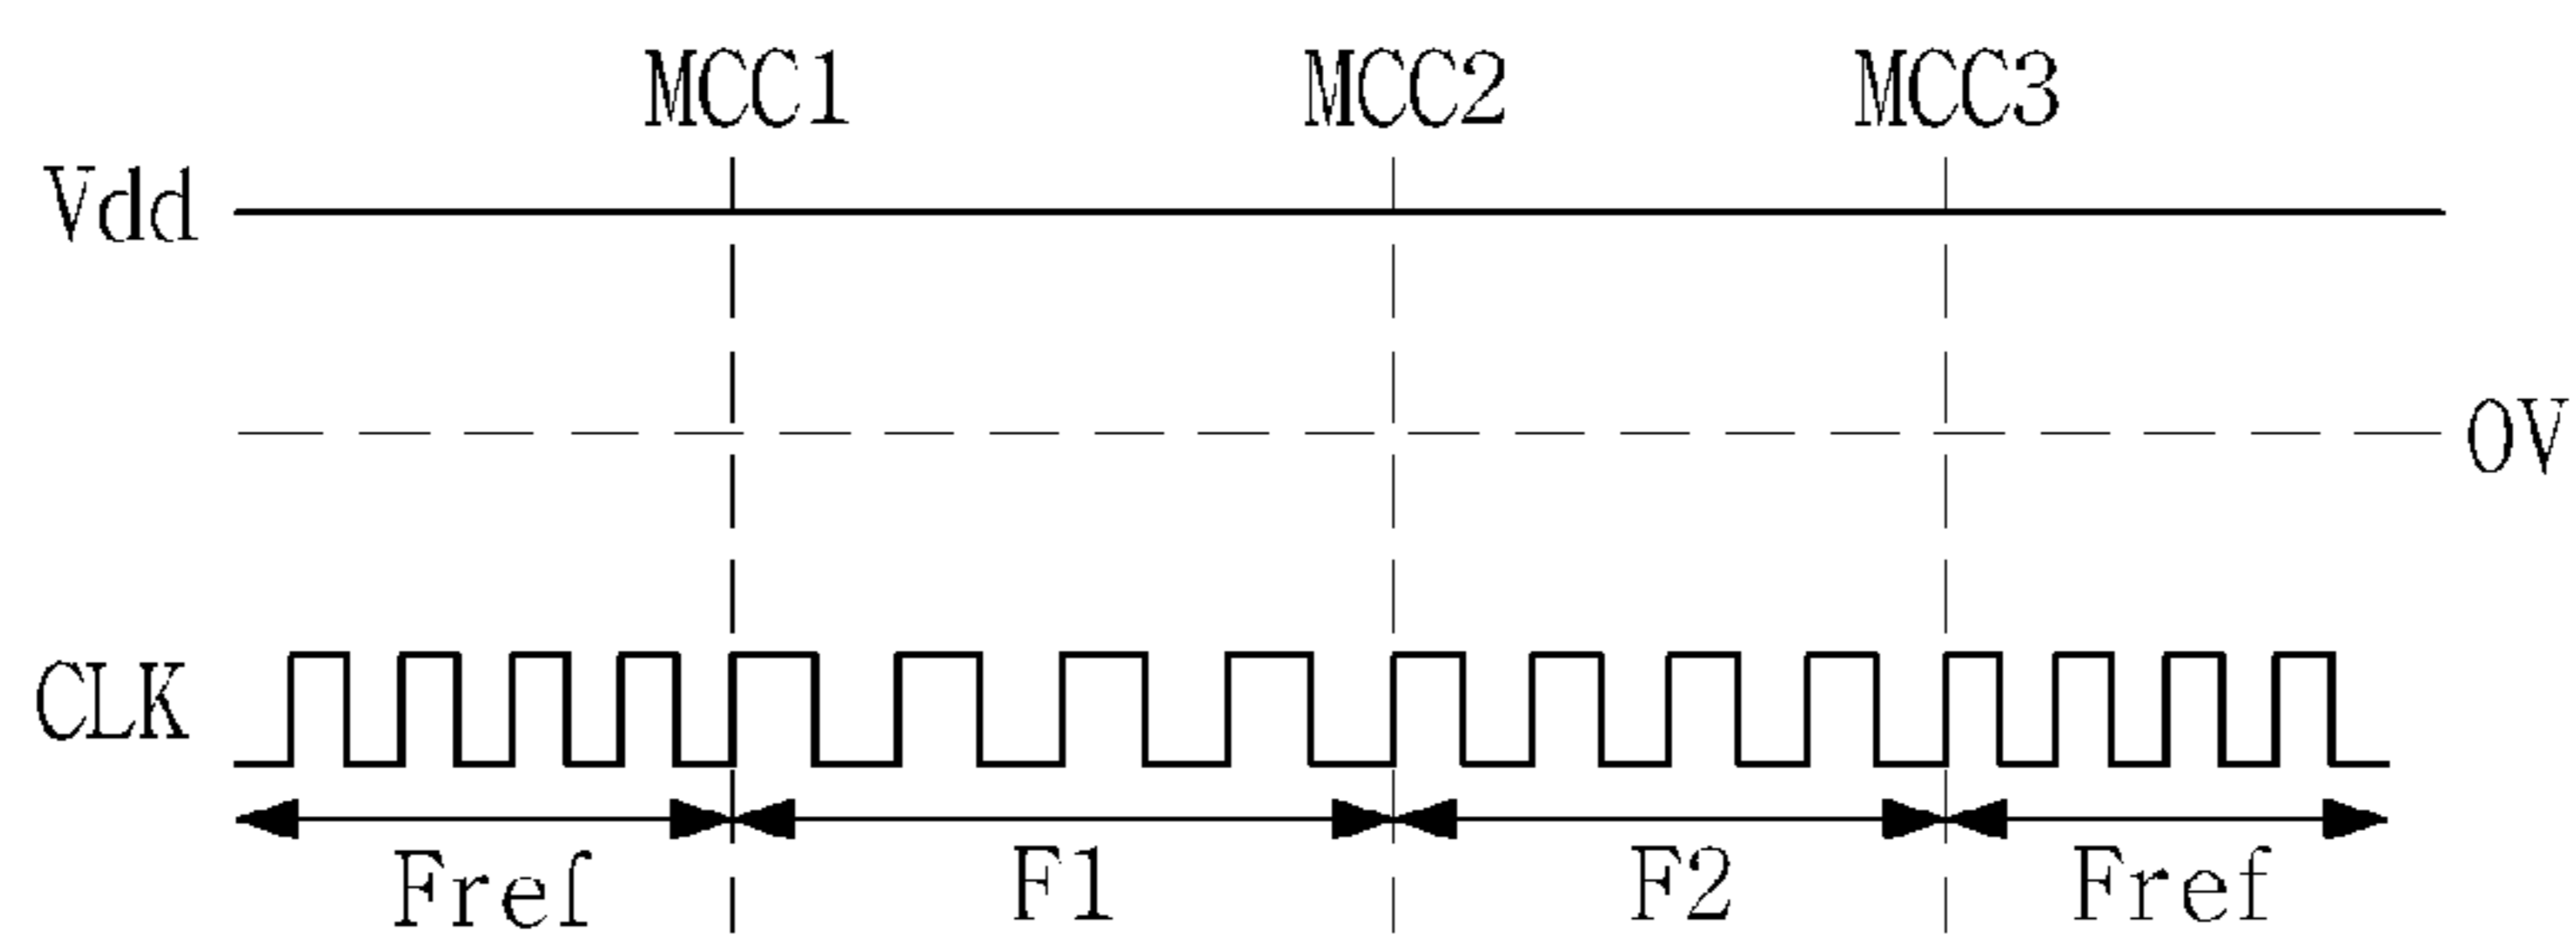 MCC1 MCC2 MCC3
Vdd
0V
CLK
Fref F1 F2 Fref